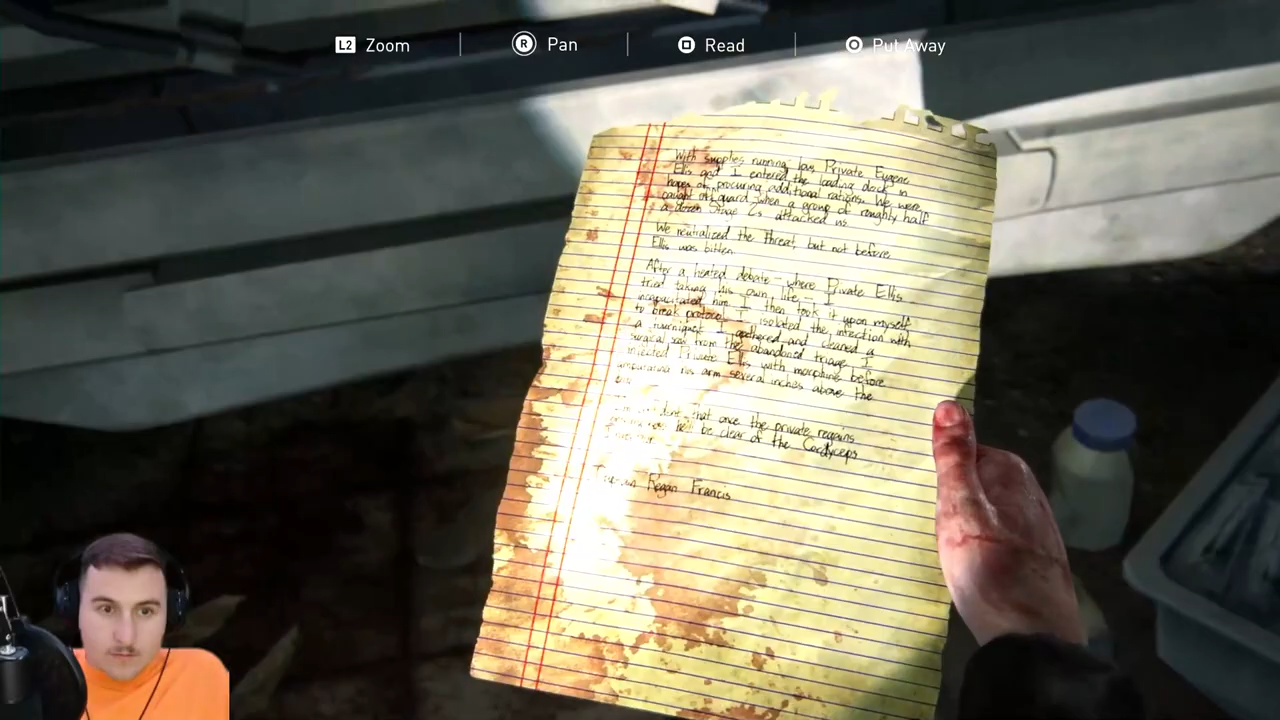 L2 Zoom R Pan Read Put Away
With supplies running low, Private Eugene
Ellis and I entered the loading dock in
hopes of procuring additional rations. We were
caught off guard when a group of roughly half
a dozen Stage 2s attacked us
We neutralized the threat, but not before
Ellis was bitten.
After a heated debate - where Private Ellis
tried taking his own life - I
incapacitated him. I then took it upon myself
to break protocol. I isolated the infection with
a tourniquet. I gathered and cleaned a
surgical saw from the abandoned triage. I
injected Private Ellis with morphine before
amputating his arm several inches above the
that once the private regains
he'll be clear of the Cordyceps
Regan Francis